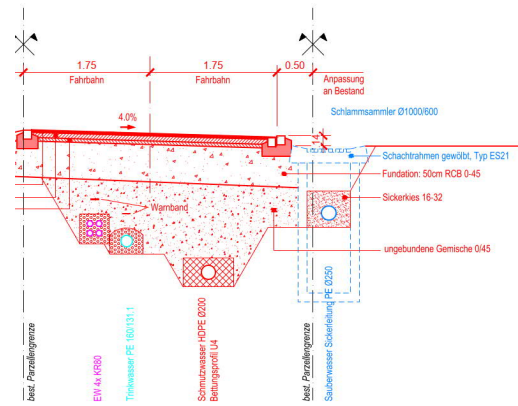 1.75
1.75
0.50
Fahrbahn
Fahrbahn
Anpassung
an Bestand
4.0%
14
Schlammsammler Ø1000/600
Schachtrahmen gewölbt, Typ ES21
Fundation: 50cm RCB 0-45
Sickerkies 16-32
Warnband
ungebundene Gemische 0/45
best. Parzellengrenze
EW 4x KR80
Trinkwasser PE 160/131.1
Schmutzwasser HDPE Ø200
Bettungsprofil U4
best. Parzellengrenze
Sauberwasser Sickerleitung PE Ø250